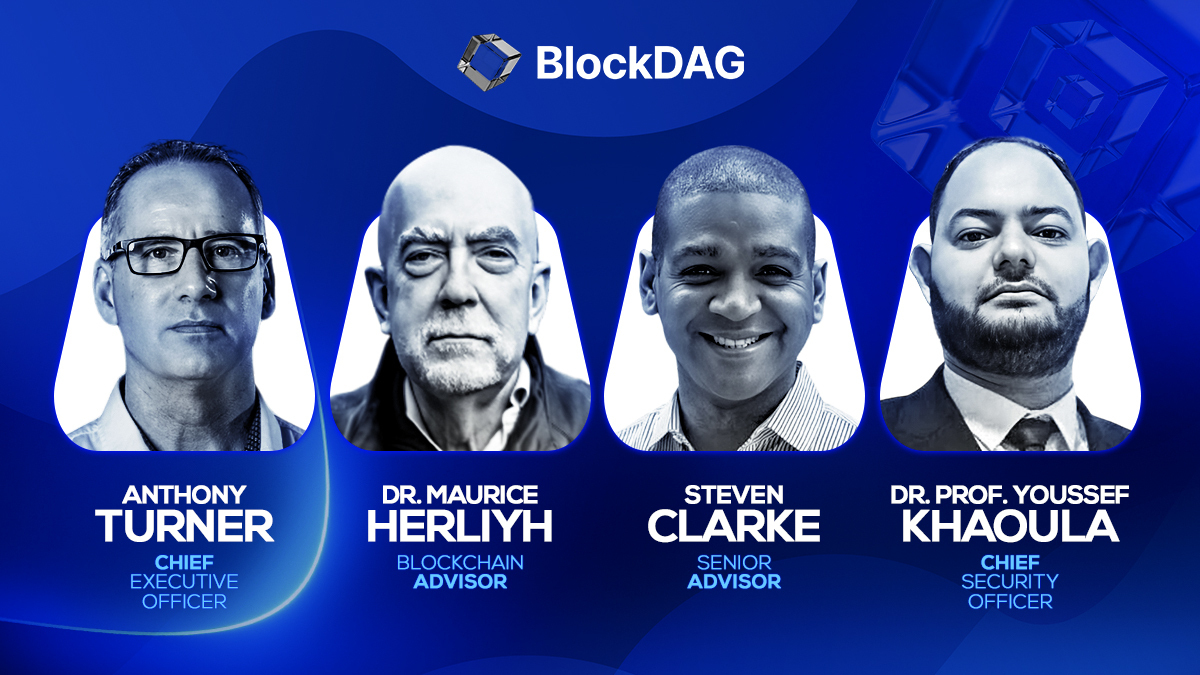 BlockDAG
ANTHONY
TURNER
CHIEF
EXECUTIVE
OFFICER
DR. MAURICE
HERLIYH
BLOCKCHAIN
ADVISOR
STEVEN
CLARKE
SENIOR
ADVISOR
DR. PROF. YOUSSEF
KHAOULA
CHIEF
SECURITY
OFFICER